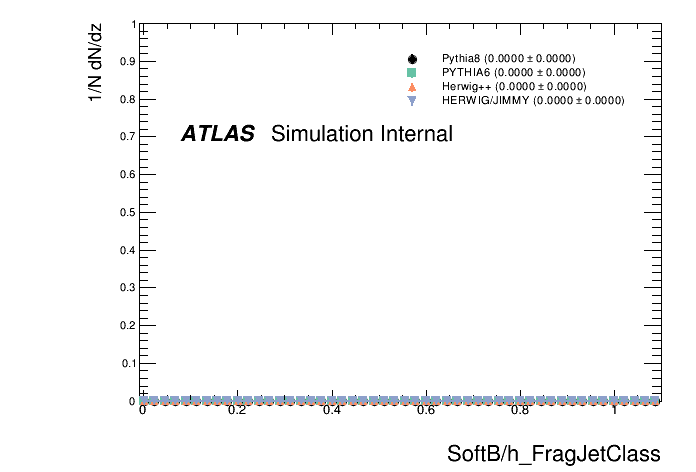 1/N dN/dz
1
0.9
0.8
0.7
0.6
0.5
0.4
0.3
0.2
0.1
0
Pythia8 (0.0000 ± 0.0000)
PYTHIA6 (0.0000 ± 0.0000)
Herwig++ (0.0000 ± 0.0000)
HERWIG/JIMMY (0.0000 ± 0.0000)
ATLAS Simulation Internal
0 0.2 0.4 0.6 0.8 1
SoftB/h_FragJetClass